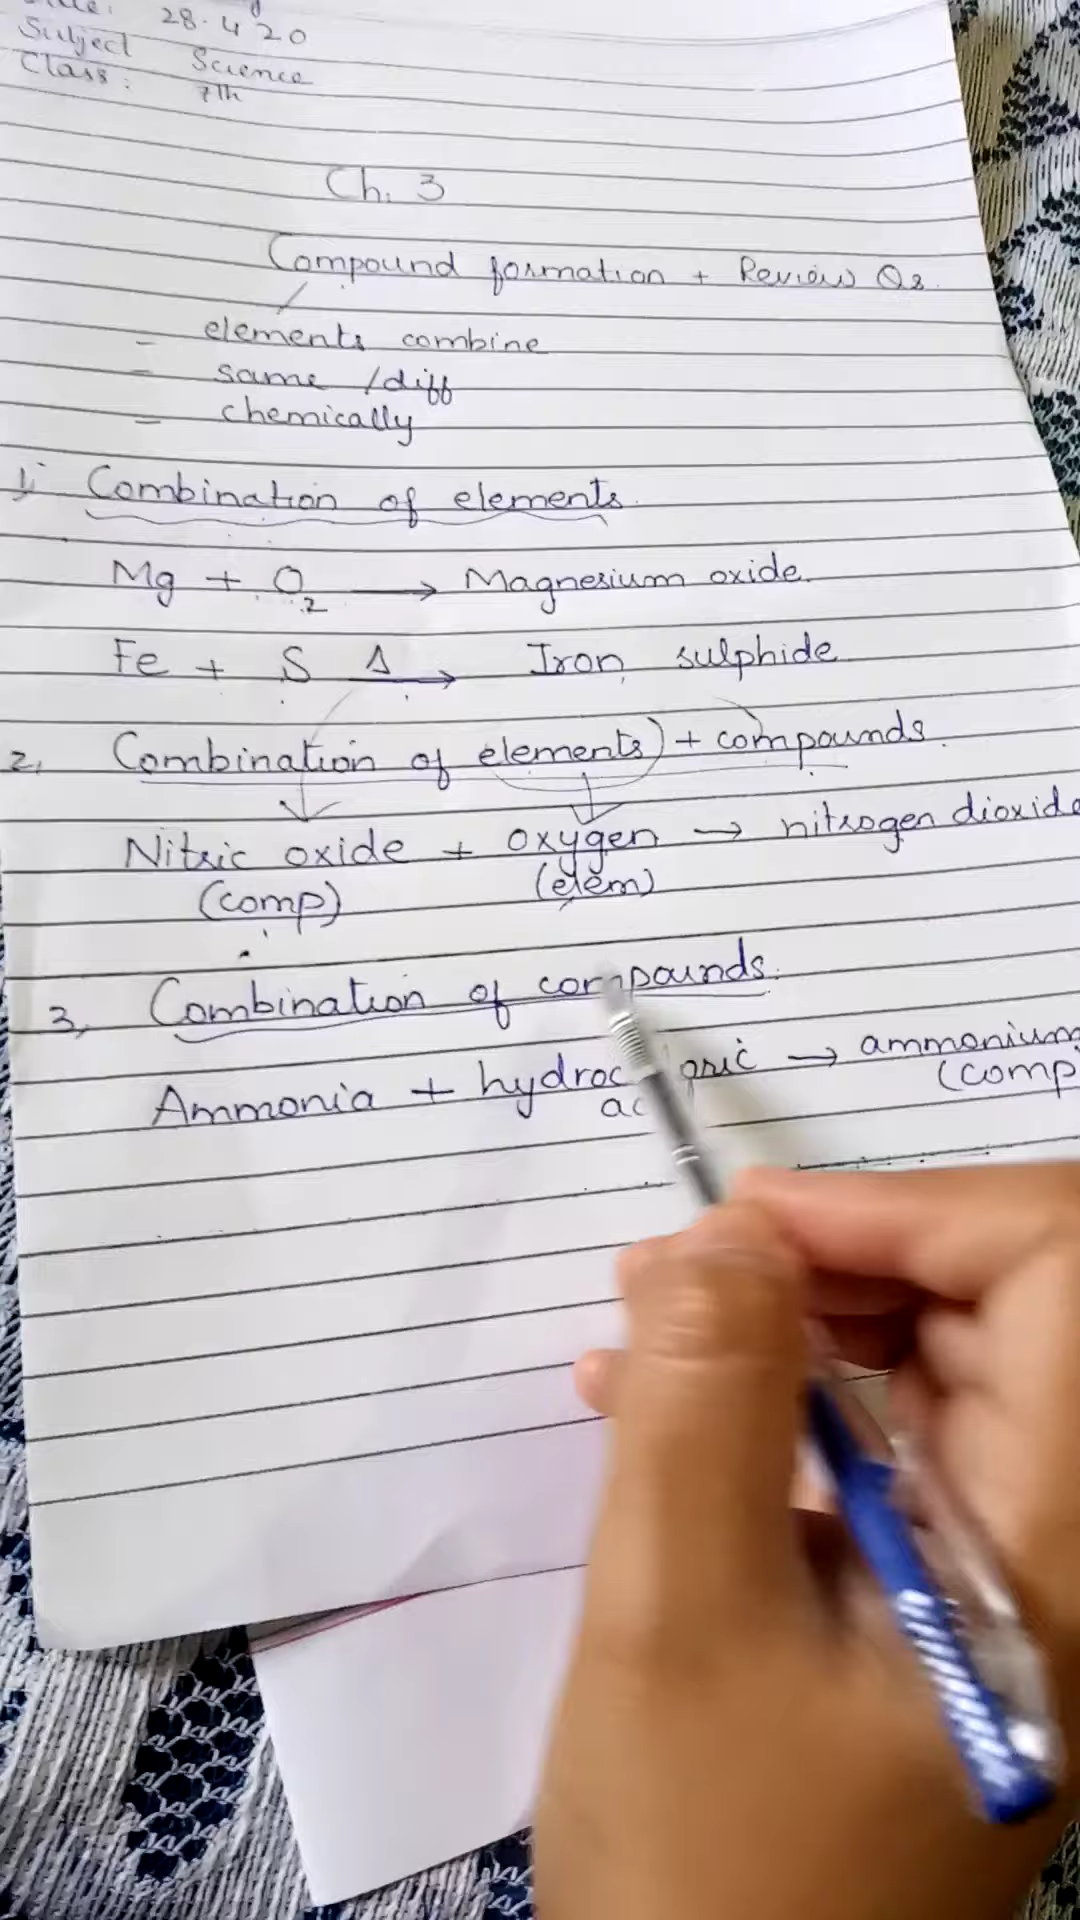 28.4 20
Subject Science
Class: 7th
Ch. 3
Compound formation + Review Qs.
- elements combine
- same /diff
- chemically
1. Combination of elements.
Mg + O2 → Magnesium oxide.
Fe + S Δ→ Iron sulphide
2. Combination of elements) + compounds.
Nitric oxide + oxygen → nitrogen dioxide
(comp) (elem)
3, Combination of compounds.
Ammonia + → ammonium
(comp